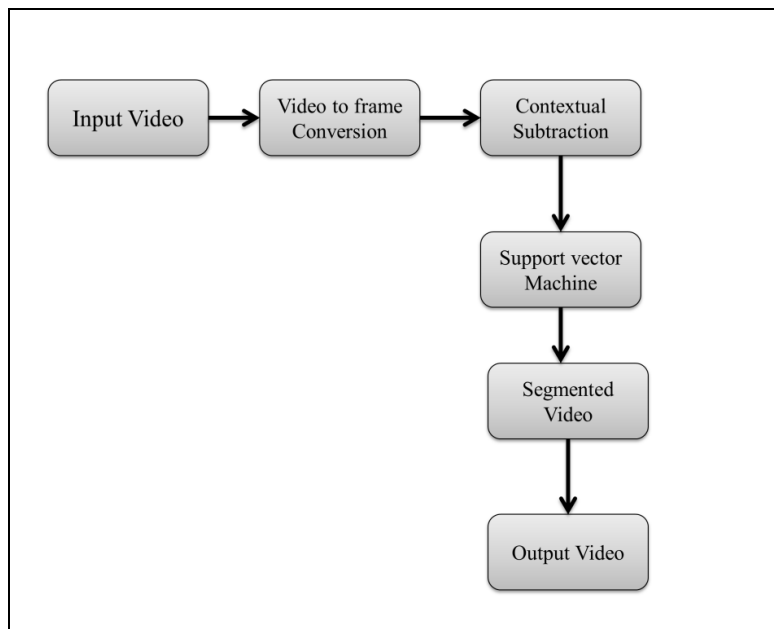 Input Video
Video to frame
Conversion
Contextual
Subtraction
Support vector
Machine
Segmented
Video
Output Video